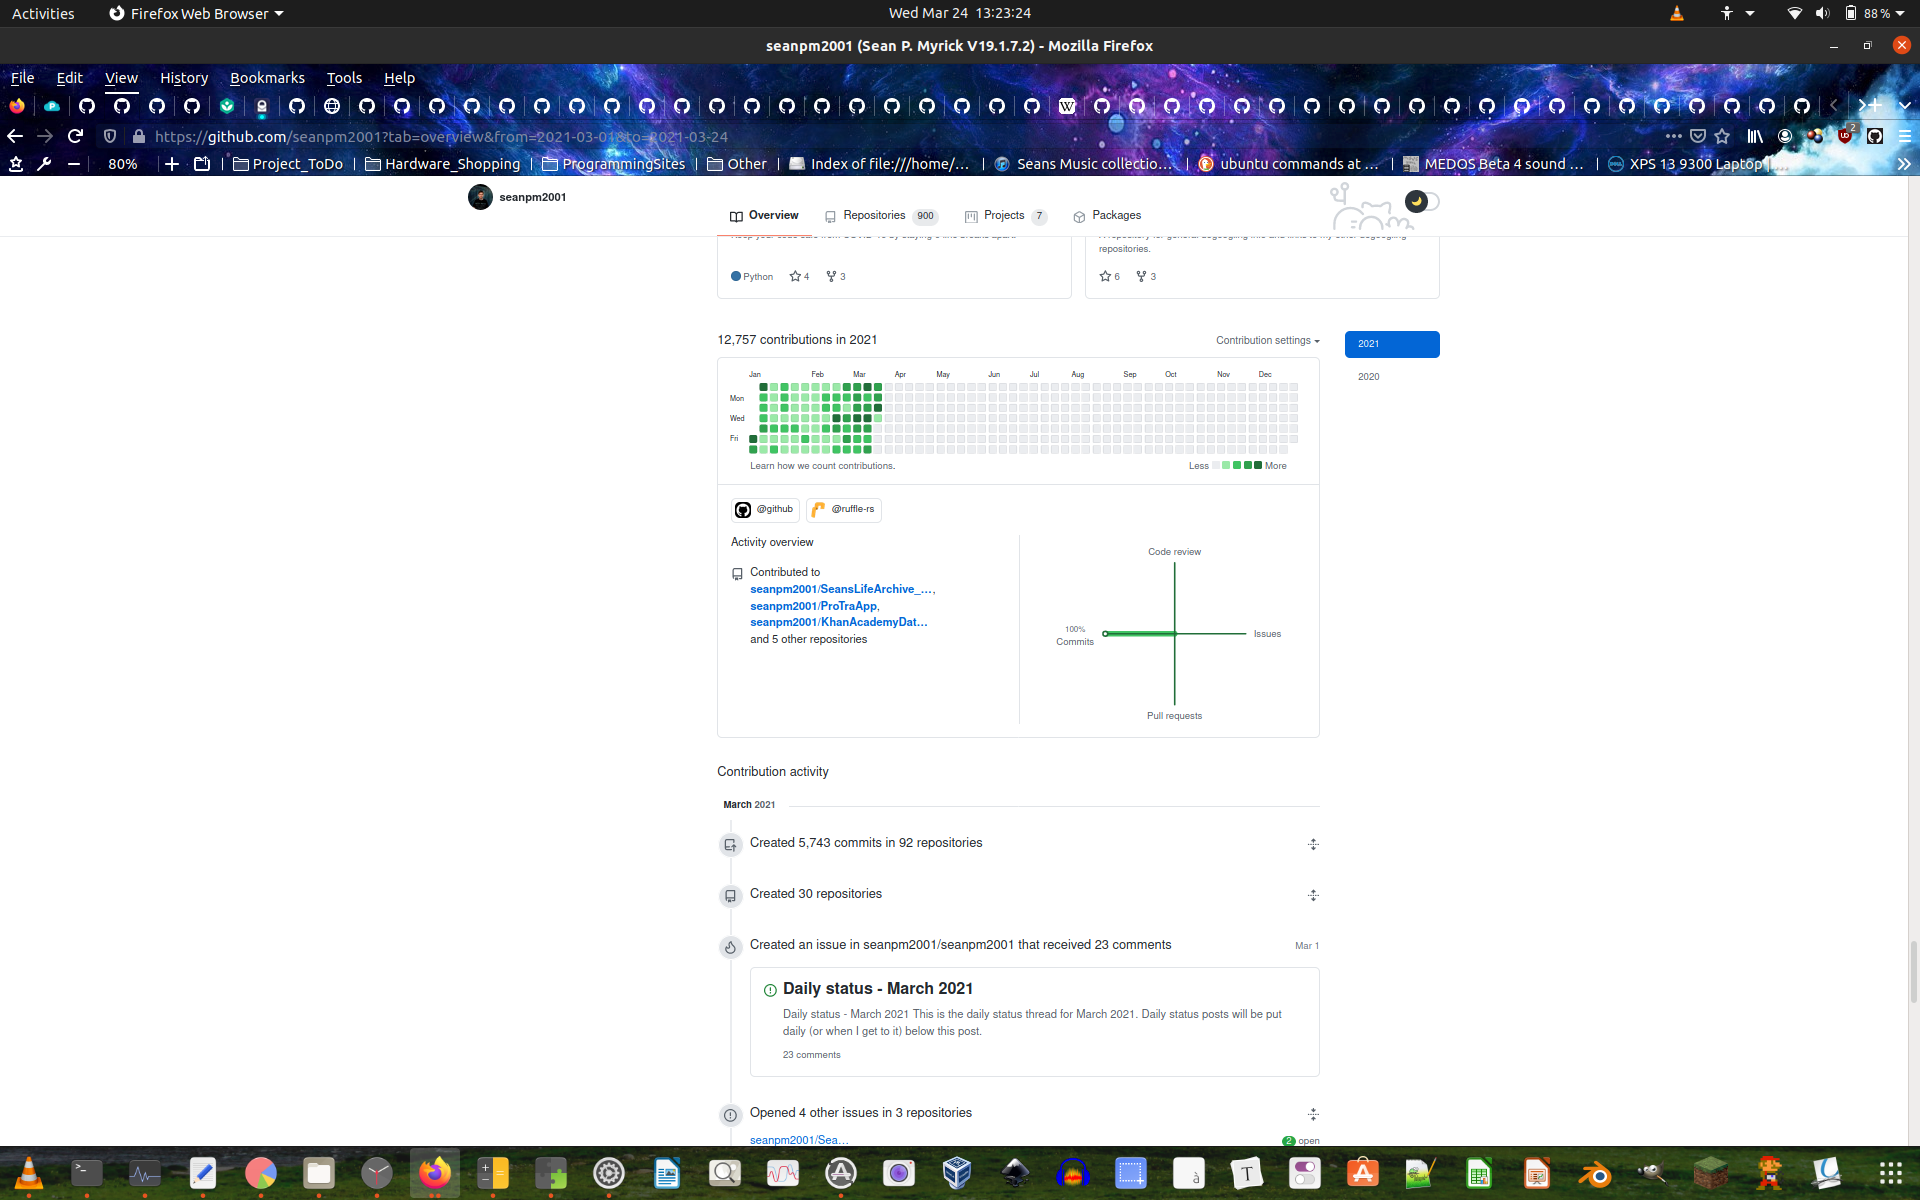 Activities Firefox Web Browser Wed Mar 24 13:23:24 88 %
seanpm2001 (Sean P. Myrick V19.1.7.2) - Mozilla Firefox
File Edit View History Bookmarks Tools Help
https://github.com/seanpm2001?tab=overview&from=2021-03-01&to=2021-03-24
80% Project_ToDo Hardware_Shopping ProgrammingSites Other Index of file:///home/... Seans Music collectio... ubuntu commands at ... MEDOS Beta 4 sound ... XPS 13 9300 Laptop
seanpm2001
Overview Repositories 900 Projects 7 Packages
repositories.
Python 4 3 6 3
12,757 contributions in 2021 Contribution settings 2021
2020
Jan Feb Mar Apr May Jun Jul Aug Sep Oct Nov Dec
Mon
Wed
Fri
Learn how we count contributions. Less More
@github @ruffle-rs
Activity overview
Contributed to
seanpm2001/SeansLifeArchive_...,
seanpm2001/ProTraApp,
seanpm2001/KhanAcademyDat...
and 5 other repositories
Code review
100%
Commits
Issues
Pull requests
Contribution activity
March 2021
Created 5,743 commits in 92 repositories
Created 30 repositories
Created an issue in seanpm2001/seanpm2001 that received 23 comments Mar 1
Daily status - March 2021
Daily status - March 2021 This is the daily status thread for March 2021. Daily status posts will be put
daily (or when I get to it) below this post.
23 comments
Opened 4 other issues in 3 repositories
seanpm2001/Sea... 2 open